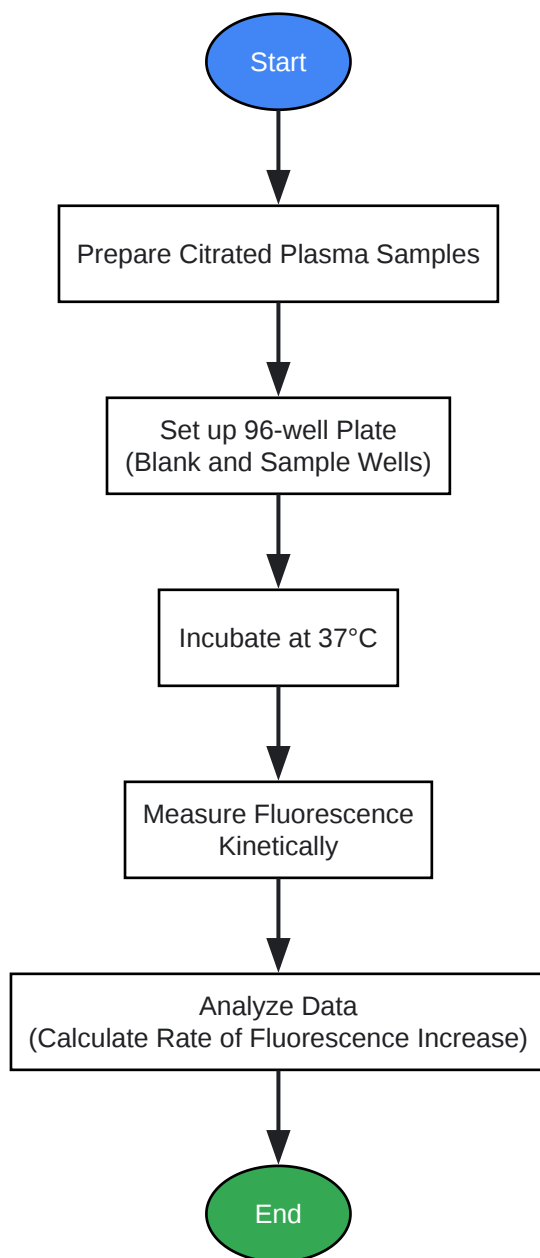 Start
Prepare Citrated Plasma Samples
Set up 96-well Plate
(Blank and Sample Wells)
Incubate at 37°C
Measure Fluorescence
Kinetically
Analyze Data
(Calculate Rate of Fluorescence Increase)
End